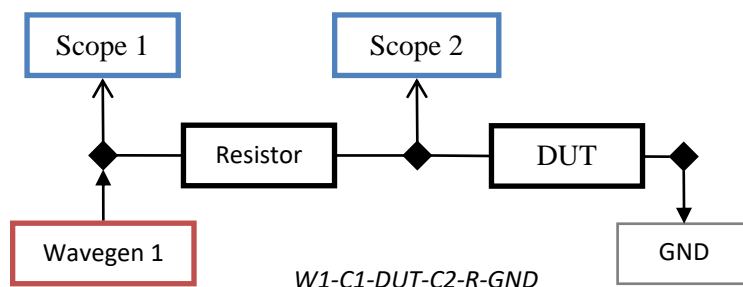 Scope 1
Scope 2
Resistor
DUT
Wavegen 1
W1-C1-DUT-C2-R-GND
GND